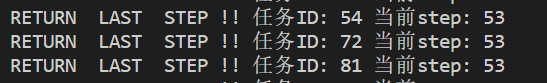 RETURN  LAST  STEP !! 任务ID: 54 当前step: 53
RETURN  LAST  STEP !! 任务ID: 72 当前step: 53
RETURN  LAST  STEP !! 任务ID: 81 当前step: 53